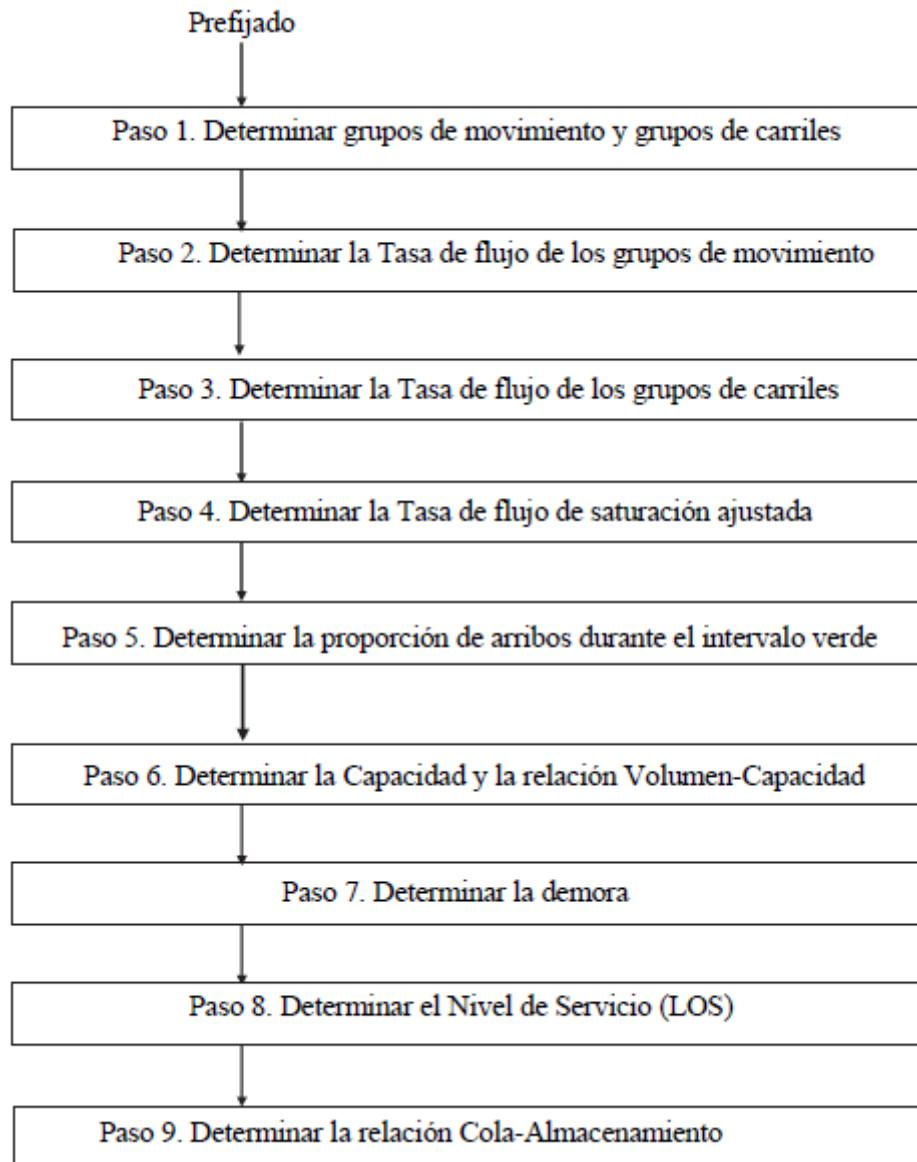 Prefijado
Paso 1. Determinar grupos de movimiento y grupos de carriles
Paso 2. Determinar la Tasa de flujo de los grupos de movimiento
Paso 3. Determinar la Tasa de flujo de los grupos de carriles
Paso 4. Determinar la Tasa de flujo de saturación ajustada
Paso 5. Determinar la proporción de arribos durante el intervalo verde
Paso 6. Determinar la Capacidad y la relación Volumen-Capacidad
Paso 7. Determinar la demora
Paso 8. Determinar el Nivel de Servicio (LOS)
Paso 9. Determinar la relación Cola-Almacenamiento